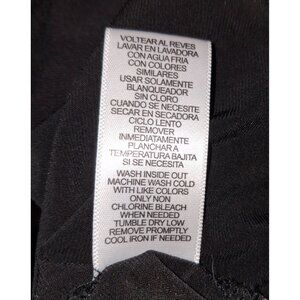 VOLTEAR AL REVES
LAVAR EN LAVADORA
CON AGUA FRIA
CON COLORES
SIMILARES
USAR SOLAMENTE
BLANQUEADOR
SIN CLORO
CUANDO SE NECESITE
SECAR EN SECADORA
CICLO LENTO
REMOVER
INMEDIATAMENTE
PLANCHAR A
TEMPERATURA BAJITA
SI SE NECESITA
WASH INSIDE OUT
MACHINE WASH COLD
WITH LIKE COLORS
ONLY NON
CHLORINE BLEACH
WHEN NEEDED
TUMBLE DRY LOW
REMOVE PROMPTLY
COOL IRON IF NEEDED